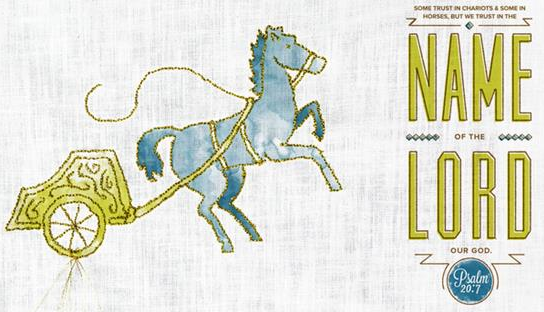 SOME TRUST IN CHARIOTS & SOME IN
HORSES, BUT WE TRUST IN THE
NAME
OF THE
LORD
OUR GOD.
Psalm
20:7